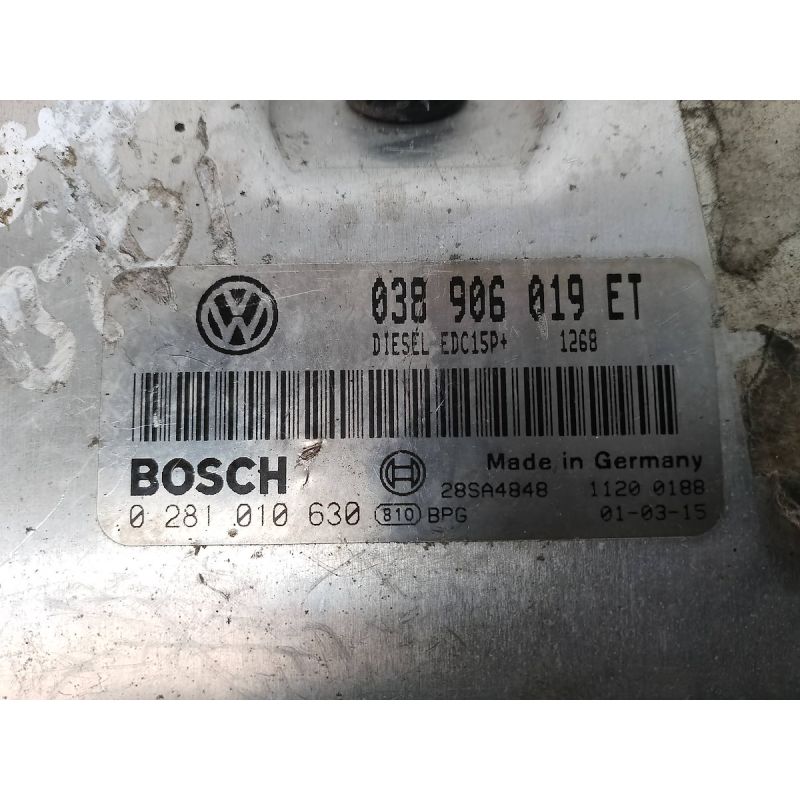 038 906 019 ET
DIESEL EDC15P+ 1268
BOSCH Made in Germany
28SA4848 1120 0188
0 281 010 630 810 BPG 01-03-15